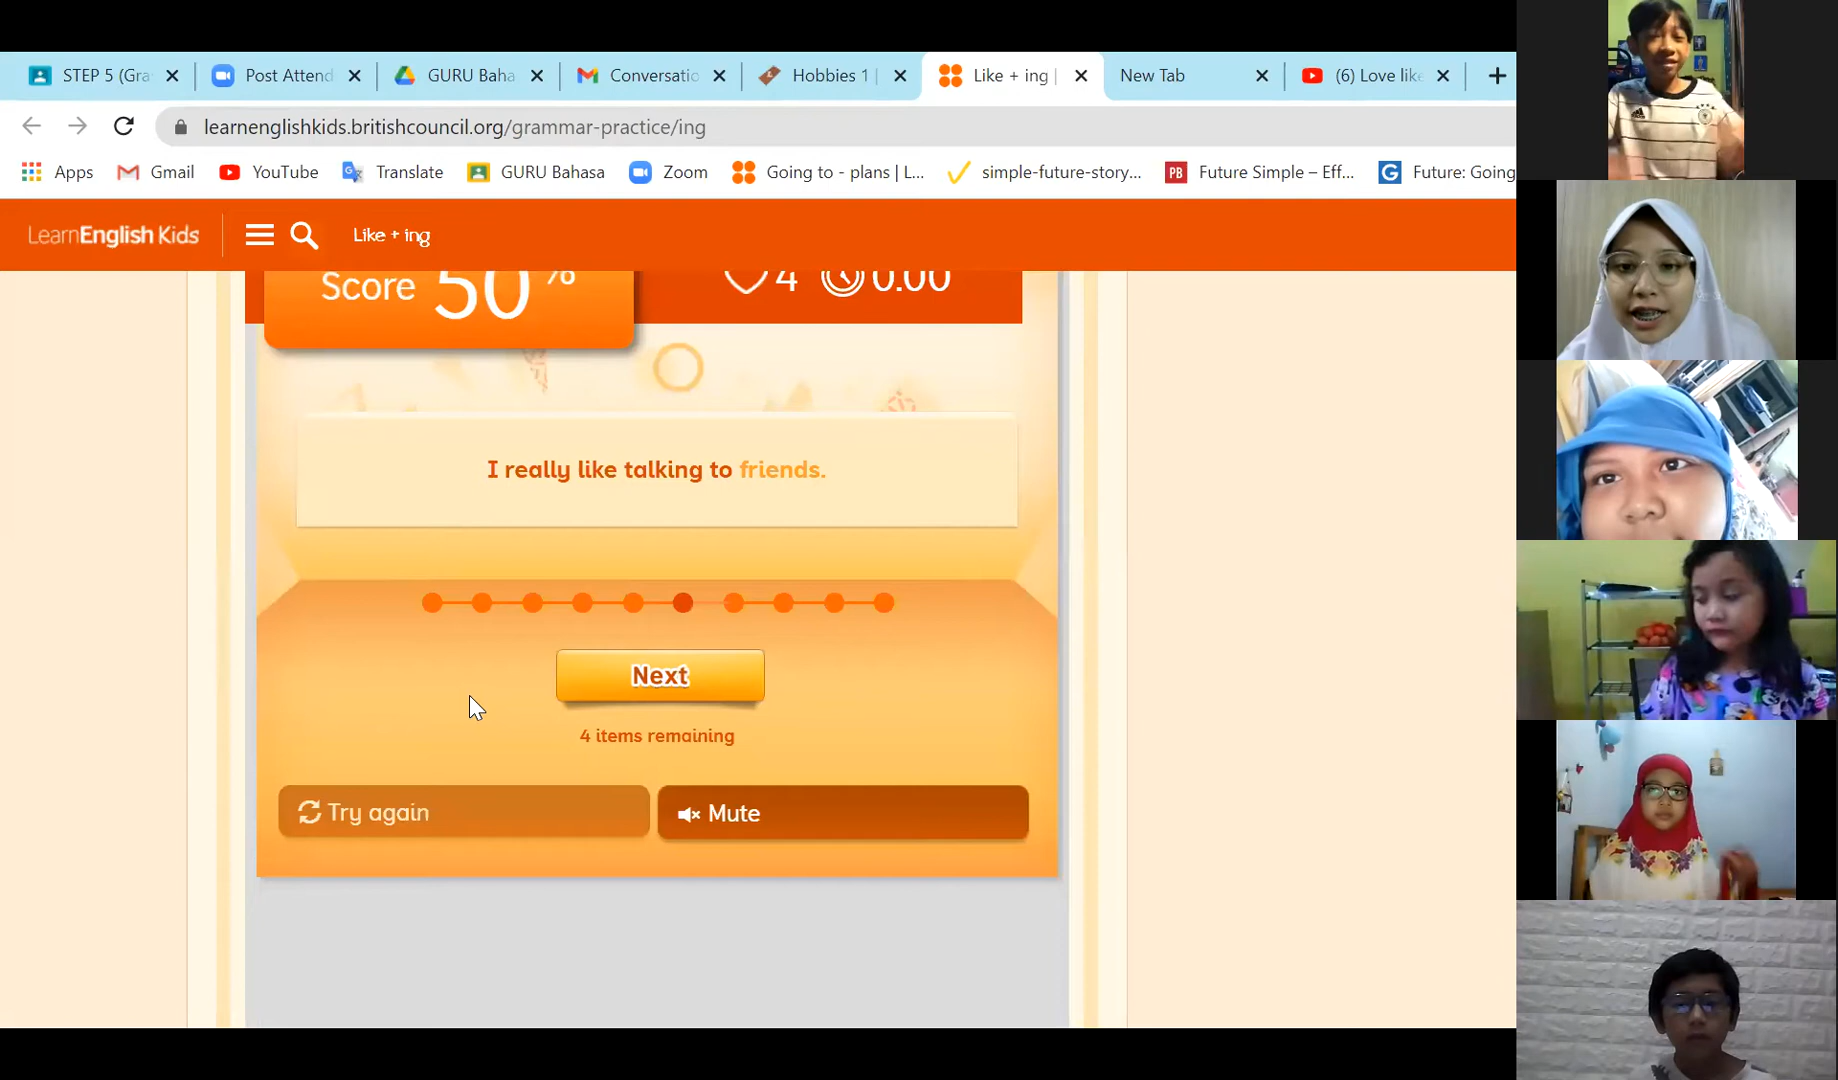 STEP 5 (Gra
Post Attend
GURU Baha
Conversatio
Hobbies 1 |
Like + ing |
New Tab
(6) Love like
learnenglishkids.britishcouncil.org/grammar-practice/ing
Apps
Gmail
YouTube
Translate
GURU Bahasa
Zoom
Going to - plans | L...
simple-future-story...
Future Simple – Eff...
Future: Going
LearnEnglish Kids
Like + ing
Score 50 %
4
0.00
I really like talking to friends.
Next
4 items remaining
Try again
Mute